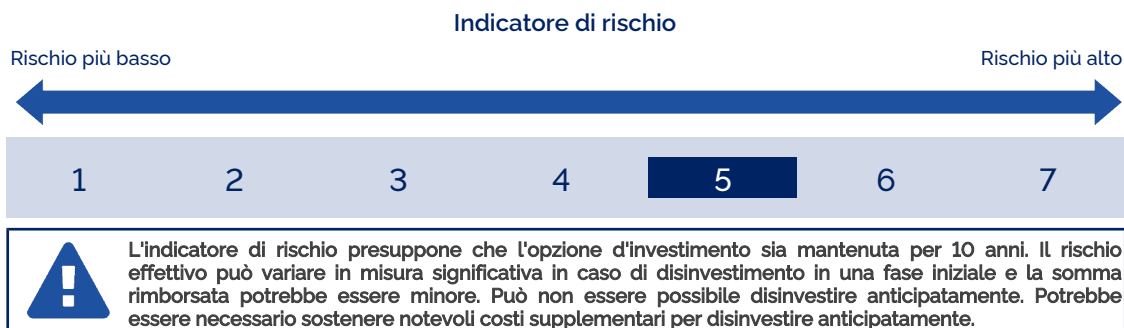 Indicatore di rischio
Rischio più basso
Rischio più alto
1 2 3 4 5 6 7
L'indicatore di rischio presuppone che l'opzione d'investimento sia mantenuta per 10 anni. Il rischio
effettivo può variare in misura significativa in caso di disinvestimento in una fase iniziale e la somma
rimborsata potrebbe essere minore. Può non essere possibile disinvestire anticipatamente. Potrebbe
essere necessario sostenere notevoli costi supplementari per disinvestire anticipatamente.